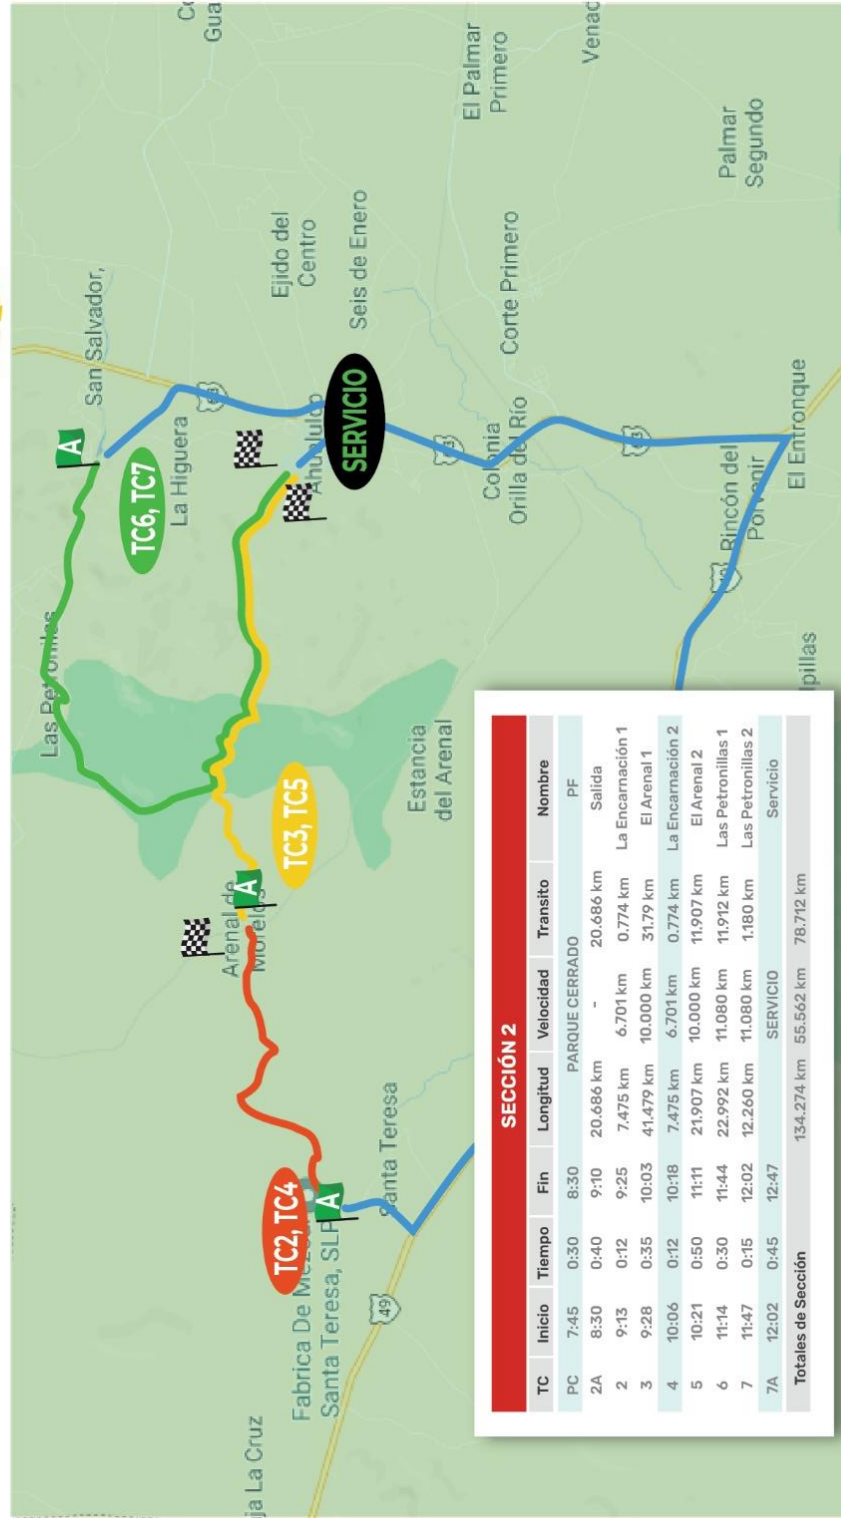 Las Petronilas
San Salvador,
A
TC6, TC7
La Higuera
Ejido del
Centro
Seis de Enero
Ahualulco
SERVICIO
El Palmar
Primero
Corte Primero
Colonia
Orilla del Río
Palmar
Segundo
El Entronque
Rincón del
Porvenir
Estancia
del Arenal
TC3, TC5
A
Arenal de
Morelos
TC2, TC4
A
Santa Teresa
Santa Teresa, SLP
49
SECCIÓN 2
TC Inicio Tiempo Fin Longitud Velocidad Transito Nombre
PC 7:45 0:30 8:30 PARQUE CERRADO PF
2A 8:30 0:40 9:10 20.686 km - 20.686 km Salida
2 9:13 0:12 9:25 7.475 km 6.701 km 0.774 km La Encarnación 1
3 9:28 0:35 10:03 41.479 km 10.000 km 31.79 km El Arenal 1
4 10:06 0:12 10:18 7.475 km 6.701 km 0.774 km La Encarnación 2
5 10:21 0:50 11:11 21.907 km 10.000 km 11.907 km El Arenal 2
6 11:14 0:30 11:44 22.992 km 11.080 km 11.912 km Las Petronillas 1
7 11:47 0:15 12:02 12.260 km 11.080 km 1.180 km Las Petronillas 2
7A 12:02 0:45 12:47 SERVICIO Servicio
Totales de Sección 134.274 km 55.562 km 78.712 km